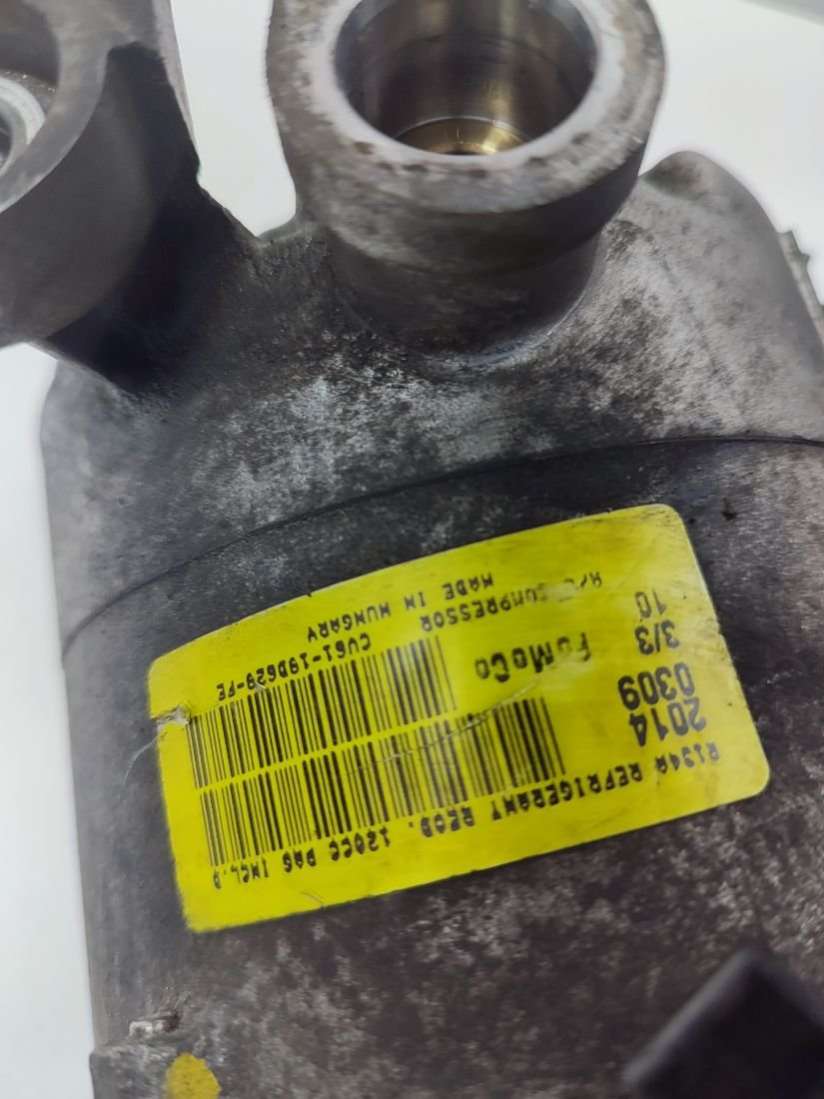 R134A REFRIGERANT REQD. 120CC PAG INCL.D
2014
0309
3/3
10
FoMoCo
CV61-19D629-FE
A/C COMPRESSOR
MADE IN HUNGARY